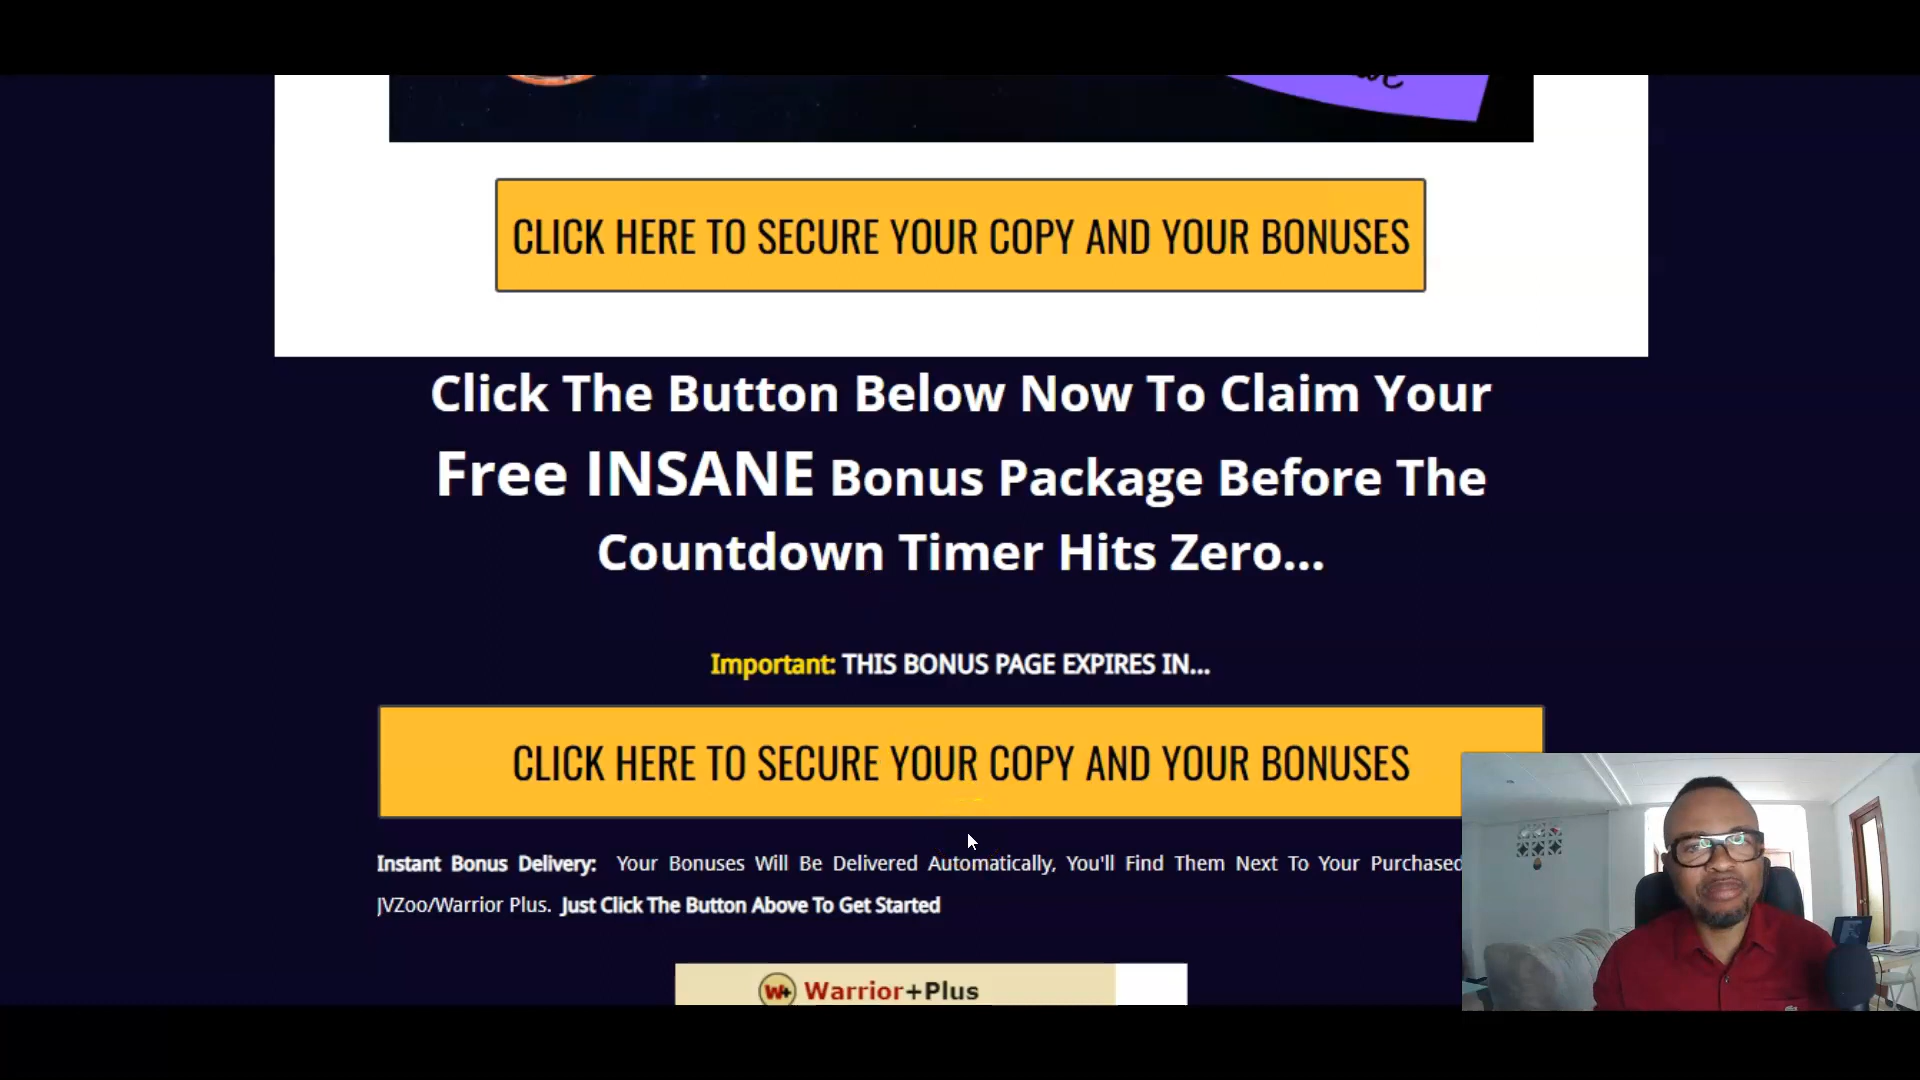 CLICK HERE TO SECURE YOUR COPY AND YOUR BONUSES
Click The Button Below Now To Claim Your
Free INSANE Bonus Package Before The
Countdown Timer Hits Zero...
Important: THIS BONUS PAGE EXPIRES IN...
CLICK HERE TO SECURE YOUR COPY AND YOUR BONUSES
Instant Bonus Delivery: Your Bonuses Will Be Delivered Automatically, You'll Find Them Next To Your Purchased
JVZoo/Warrior Plus. Just Click The Button Above To Get Started
W+ Warrior+Plus